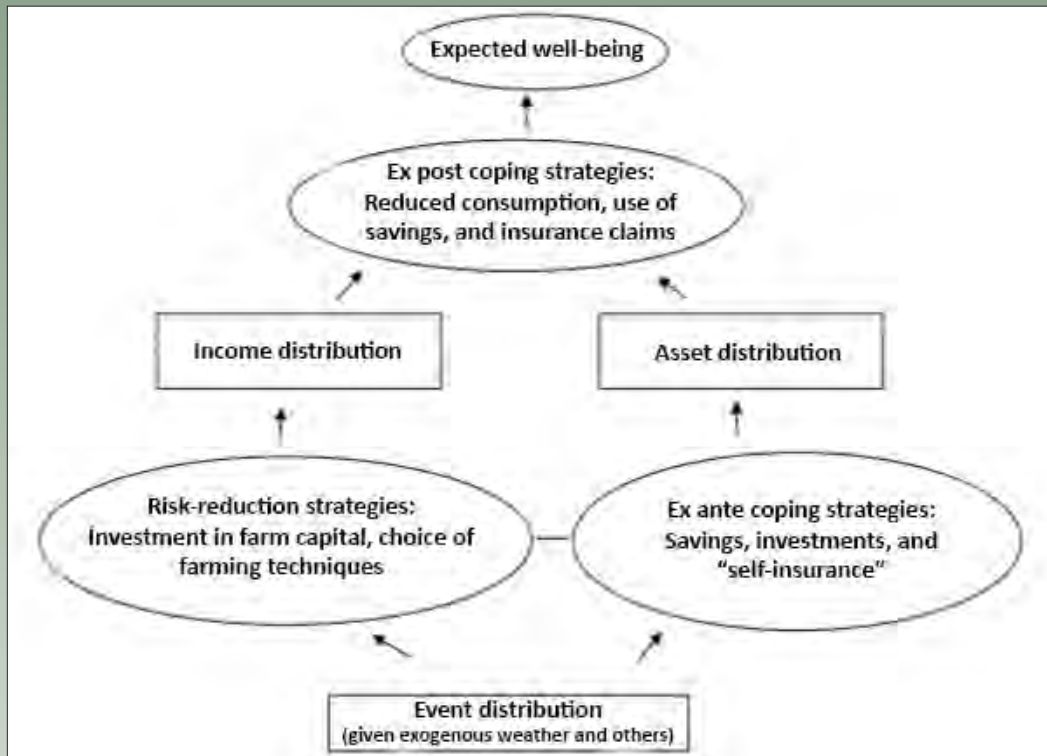 Expected well-being
Ex post coping strategies:
Reduced consumption, use of
savings, and insurance claims
Income distribution
Asset distribution
Risk-reduction strategies:
Investment in farm capital, choice of
farming techniques
Ex ante coping strategies:
Savings, investments, and
“self-insurance”
Event distribution
(given exogenous weather and others)